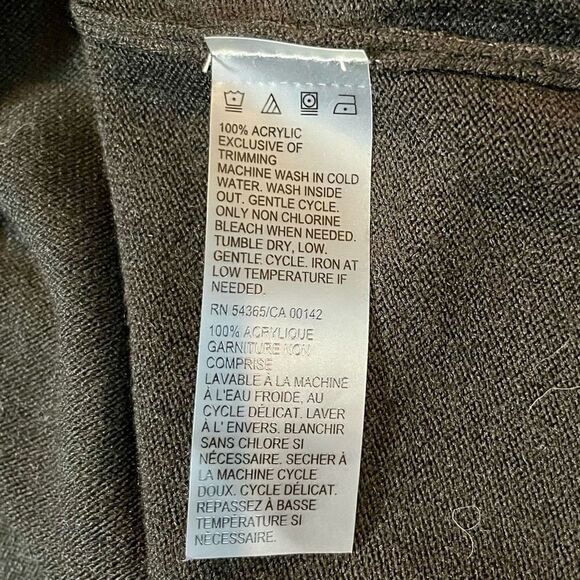 100% ACRYLIC
EXCLUSIVE OF
TRIMMING
MACHINE WASH IN COLD
WATER. WASH INSIDE
OUT. GENTLE CYCLE.
ONLY NON CHLORINE
BLEACH WHEN NEEDED.
TUMBLE DRY, LOW.
GENTLE CYCLE. IRON AT
LOW TEMPERATURE IF
NEEDED.
RN 54365/CA 00142
100% ACRYLIQUE
GARNITURE NON
COMPRISE
LAVABLE À LA MACHINE
À L'EAU FROIDE, AU
CYCLE DÉLICAT. LAVER
À L' ENVERS. BLANCHIR
SANS CHLORE SI
NÉCESSAIRE. SECHER À
LA MACHINE CYCLE
DOUX. CYCLE DÉLICAT.
REPASSEZ À BASSE
TEMPÉRATURE SI
NECESSAIRE.